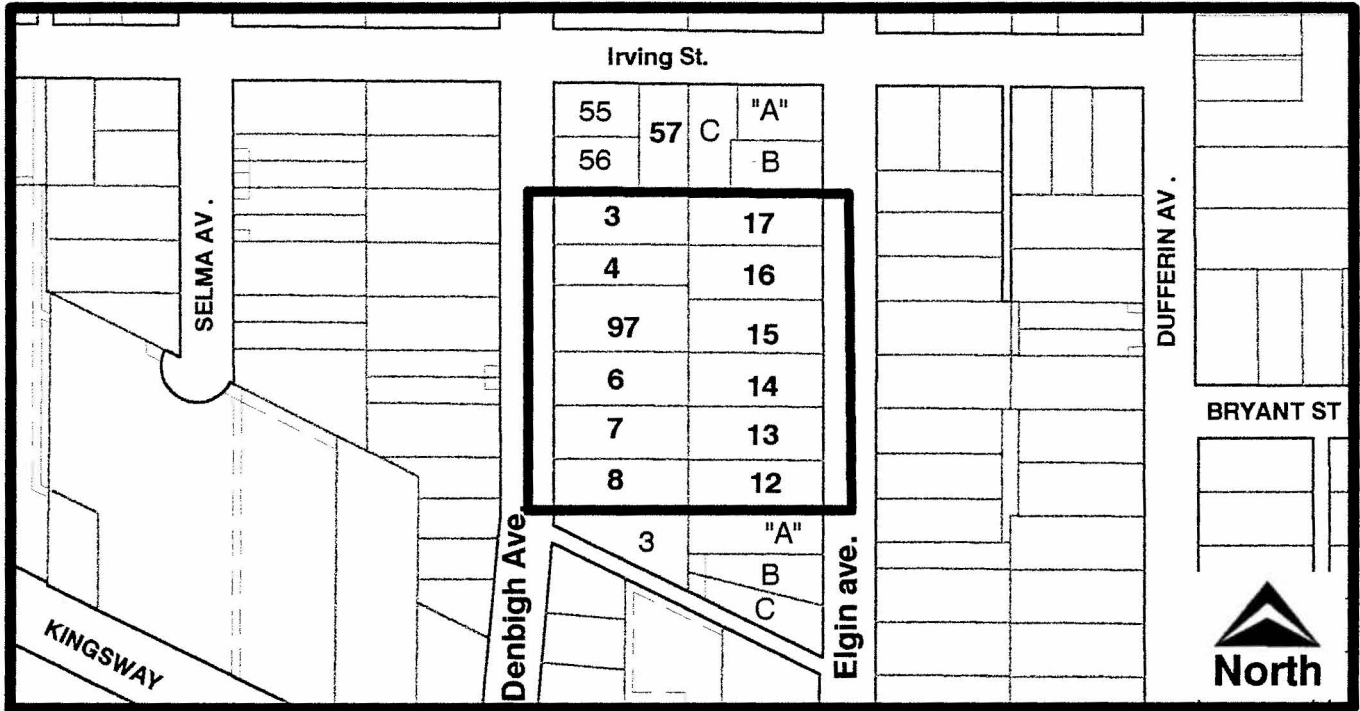 Irving St.
55
57
C
"A"
56
B
3
17
4
16
97
15
6
14
7
13
8
12
3
"A"
B
C
SELMA AV.
Denbigh Ave.
Elgin ave.
DUFFERIN AV.
BRYANT ST
KINGSWAY
North